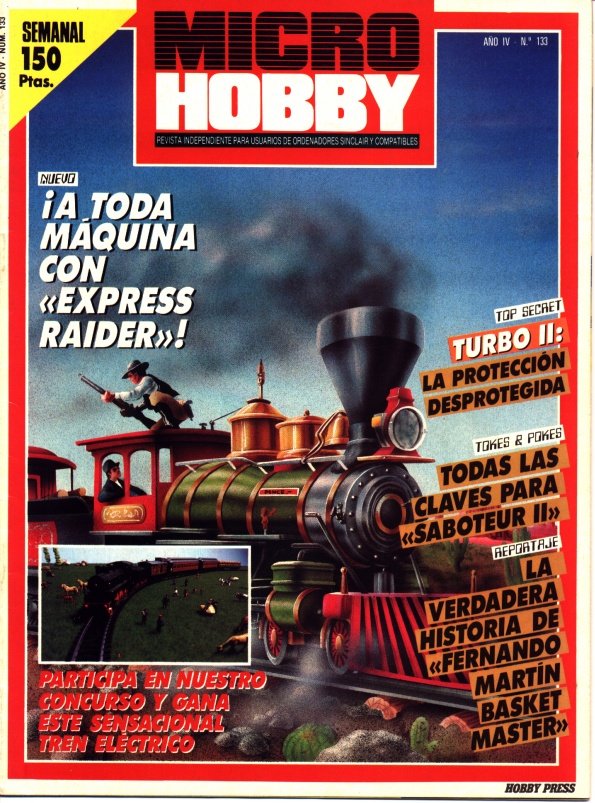 SEMANAL
150
Ptas.
AÑO IV - NUM. 133
MICRO
HOBBY
AÑO IV - N.º 133
REVISTA INDEPENDIENTE PARA USUARIOS DE ORDENADORES SINCLAIR Y COMPATIBLES
NUEVO
¡A TODA
MÁQUINA
CON
«EXPRESS
RAIDER»!
TOP SECRET
TURBO II:
LA PROTECCIÓN
DESPROTEGIDA
TOKES & POKES
TODAS LAS
CLAVES PARA
«SABOTEUR II»
REPORTAJE
LA
VERDADERA
HISTORIA DE
«FERNANDO
MARTÍN
BASKET
MASTER»
PARTICIPA EN NUESTRO
CONCURSO Y GANA
ESTE SENSACIONAL
TREN ELÉCTRICO
HOBBY PRESS